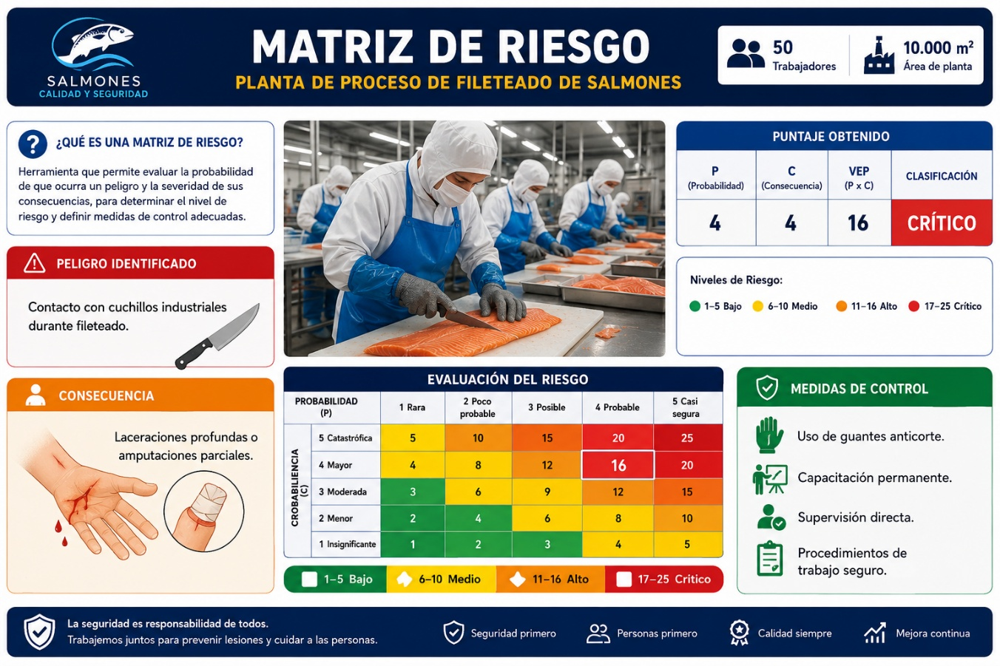 SALMONES
CALIDAD Y SEGURIDAD
MATRIZ DE RIESGO
PLANTA DE PROCESO DE FILETEADO DE SALMONES
50
Trabajadores
10.000 m²
Área de planta
?
¿QUÉ ES UNA MATRIZ DE RIESGO?
Herramienta que permite evaluar la probabilidad
de que ocurra un peligro y la severidad de sus
consecuencias, para determinar el nivel de
riesgo y definir medidas de control adecuadas.
PELIGRO IDENTIFICADO
Contacto con cuchillos industriales
durante fileteado.
CONSECUENCIA
Laceraciones profundas o
amputaciones parciales.
PUNTAJE OBTENIDO
P
(Probabilidad)
C
(Consecuencia)
VEP
(P x C)
CLASIFICACIÓN
4 4 16 CRÍTICO
Niveles de Riesgo:
1–5 Bajo 6–10 Medio 11–16 Alto 17–25 Crítico
EVALUACIÓN DEL RIESGO
PROBABILIDAD
(P)
1 Rara
2 Poco
probable
3 Posible
4 Probable
5 Casi
segura
CROBABILIENCIA
(C)
5 Catastrófica 5 10 15 20 25
4 Mayor 4 8 12 16 20
3 Moderada 3 6 9 12 15
2 Menor 2 4 6 8 10
1 Insignificante 1 2 3 4 5
1–5 Bajo 6–10 Medio 11–16 Alto 17–25 Critico
MEDIDAS DE CONTROL
Uso de guantes anticorte.
Capacitación permanente.
Supervisión directa.
Procedimientos de
trabajo seguro.
La seguridad es responsabilidad de todos.
Trabajemos juntos para prevenir lesiones y cuidar a las personas.
Seguridad primero
Personas primero
Calidad siempre
Mejora continua